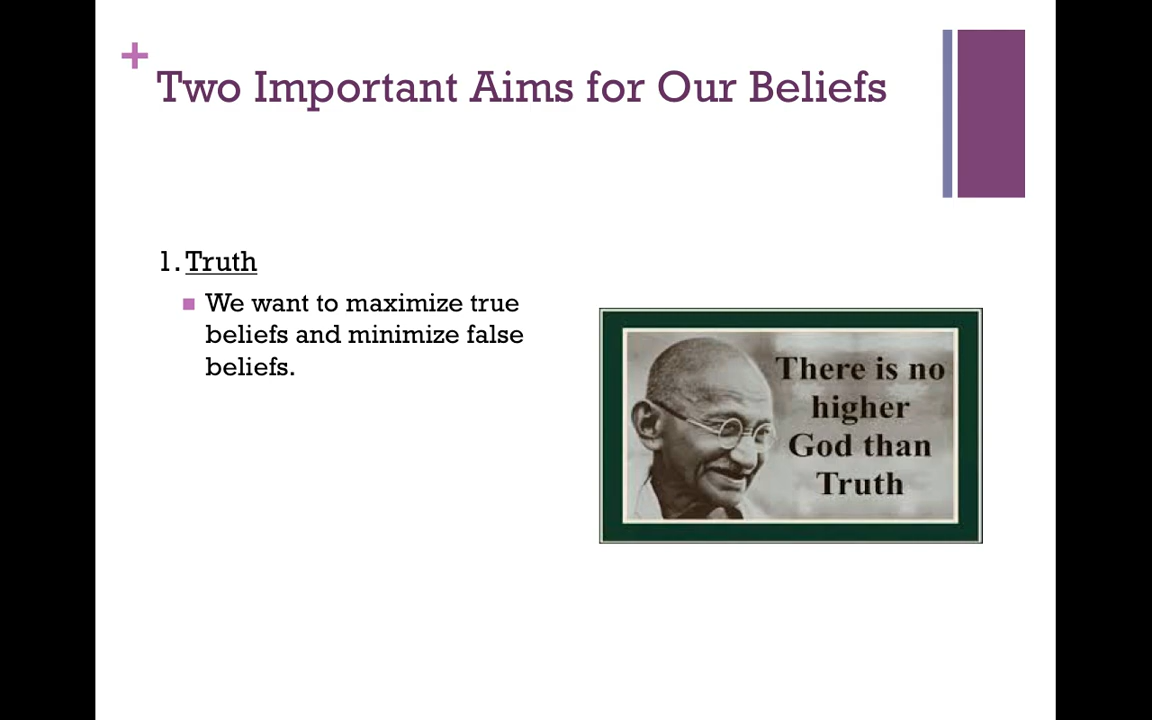 +
Two Important Aims for Our Beliefs
1. Truth
■ We want to maximize true
beliefs and minimize false
beliefs.
There is no
higher
God than
Truth